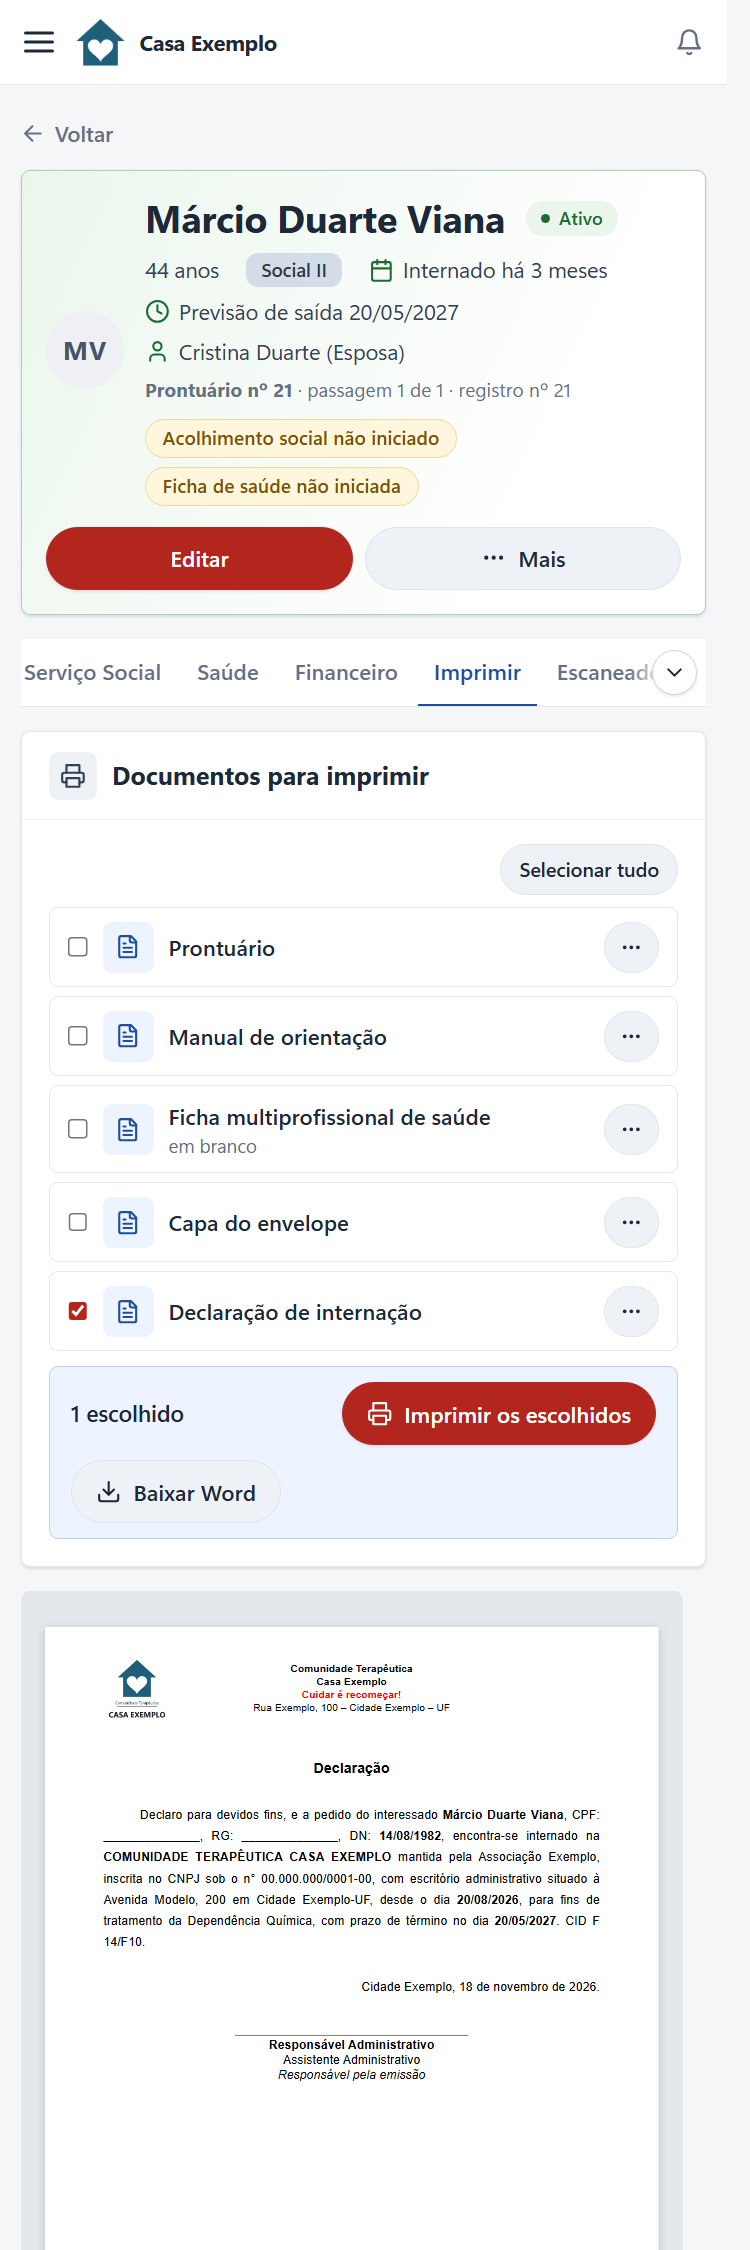 Casa Exemplo
Voltar
Márcio Duarte Viana
Ativo
44 anos
Social II
Internado há 3 meses
Previsão de saída 20/05/2027
MV
Cristina Duarte (Esposa)
Prontuário nº 21 · passagem 1 de 1 · registro nº 21
Acolhimento social não iniciado
Ficha de saúde não iniciada
Editar
Mais
Serviço Social
Saúde
Financeiro
Imprimir
Escanead
Documentos para imprimir
Selecionar tudo
Prontuário
Manual de orientação
Ficha multiprofissional de saúde
em branco
Capa do envelope
Declaração de internação
1 escolhido
Imprimir os escolhidos
Baixar Word
Comunidade Terapêutica
CASA EXEMPLO
Comunidade Terapêutica
Casa Exemplo
Cuidar é recomeçar!
Rua Exemplo, 100 – Cidade Exemplo – UF
Declaração
Declaro para devidos fins, e a pedido do interessado Márcio Duarte Viana, CPF:
_______________, RG: _______________, DN: 14/08/1982, encontra-se internado na
COMUNIDADE TERAPÊUTICA CASA EXEMPLO mantida pela Associação Exemplo,
inscrita no CNPJ sob o n° 00.000.000/0001-00, com escritório administrativo situado à
Avenida Modelo, 200 em Cidade Exemplo-UF, desde o dia 20/08/2026, para fins de
tratamento da Dependência Química, com prazo de término no dia 20/05/2027. CID F
14/F10.
Cidade Exemplo, 18 de novembro de 2026.
Responsável Administrativo
Assistente Administrativo
Responsável pela emissão